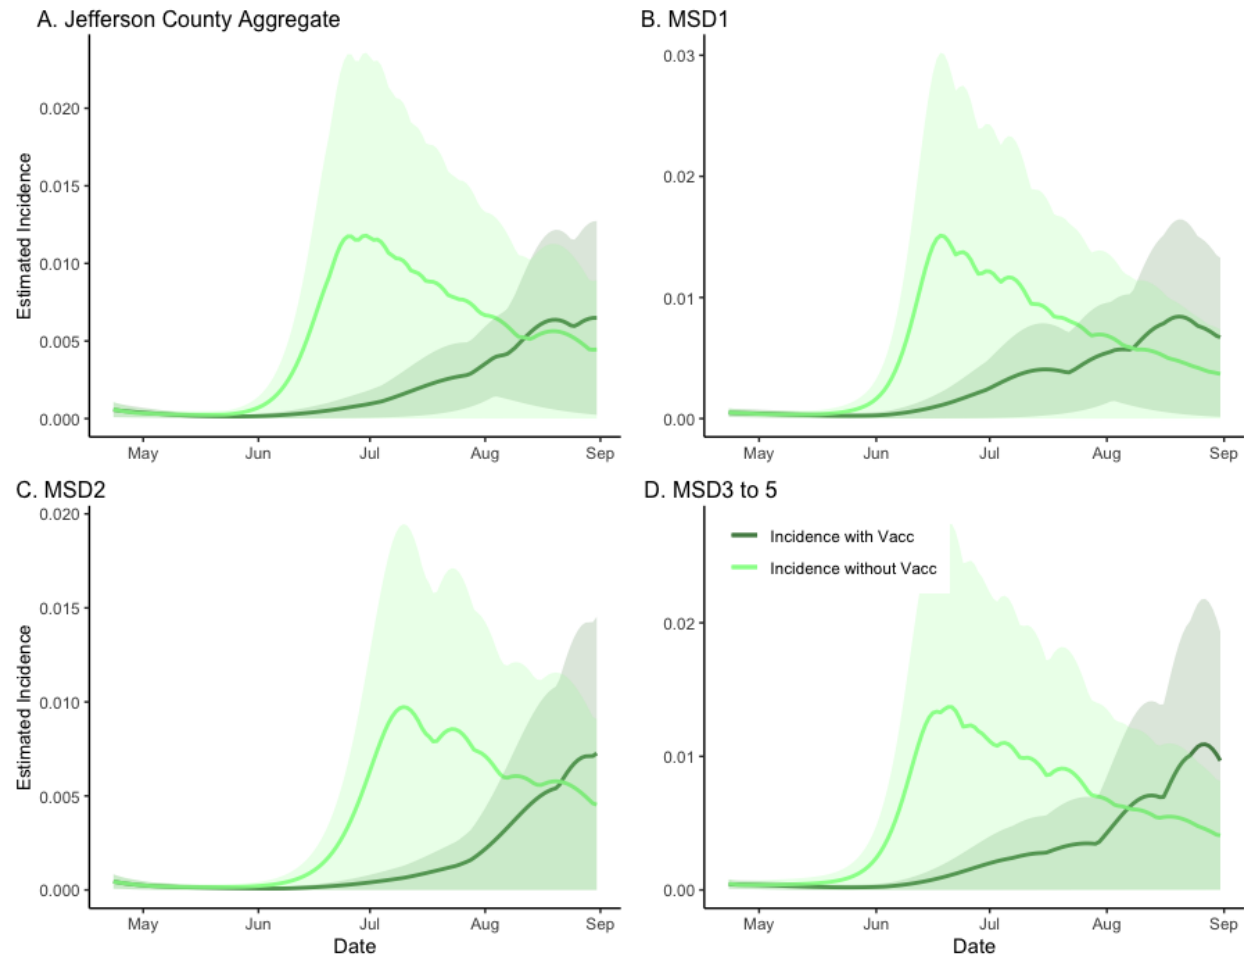 A. Jefferson County Aggregate
Estimated Incidence
0.020
0.015
0.010
0.005
0.000
May Jun Jul Aug Sep
B. MSD1
0.03
0.02
0.01
0.00
May Jun Jul Aug Sep
C. MSD2
Estimated Incidence
0.020
0.015
0.010
0.005
0.000
May Jun Jul Aug Sep
Date
D. MSD3 to 5
Incidence with Vacc
Incidence without Vacc
0.02
0.01
0.00
May Jun Jul Aug Sep
Date